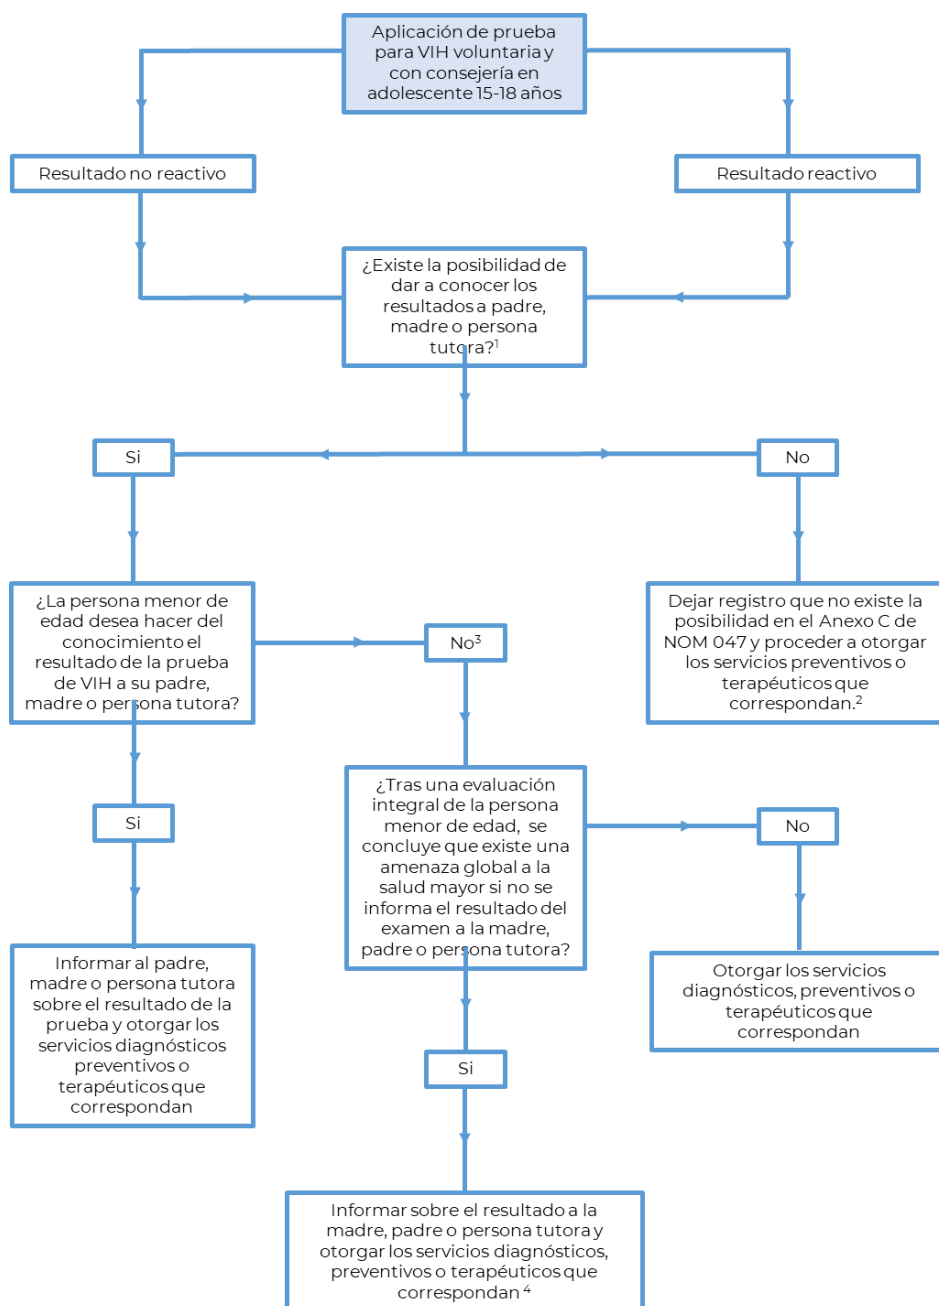 Aplicación de prueba
para VIH voluntaria y
con consejería en
adolescente 15-18 años
Resultado no reactivo
Resultado reactivo
¿Existe la posibilidad de
dar a conocer los
resultados a padre,
madre o persona
tutora?¹
Si
No
¿La persona menor de
edad desea hacer del
conocimiento el
resultado de la prueba
de VIH a su padre,
madre o persona tutora?
No³
Dejar registro que no existe la
posibilidad en el Anexo C de
NOM 047 y proceder a otorgar
los servicios preventivos o
terapéuticos que
correspondan.²
Si
¿Tras una evaluación
integral de la persona
menor de edad, se
concluye que existe una
amenaza global a la
salud mayor si no se
informa el resultado del
examen a la madre,
padre o persona tutora?
No
Informar al padre,
madre o persona tutora
sobre el resultado de la
prueba y otorgar los
servicios diagnósticos
preventivos o
terapéuticos que
correspondan
Otorgar los servicios
diagnósticos, preventivos o
terapéuticos que
correspondan
Si
Informar sobre el resultado a la
madre, padre o persona tutora y
otorgar los servicios diagnósticos,
preventivos o terapéuticos que
correspondan ⁴